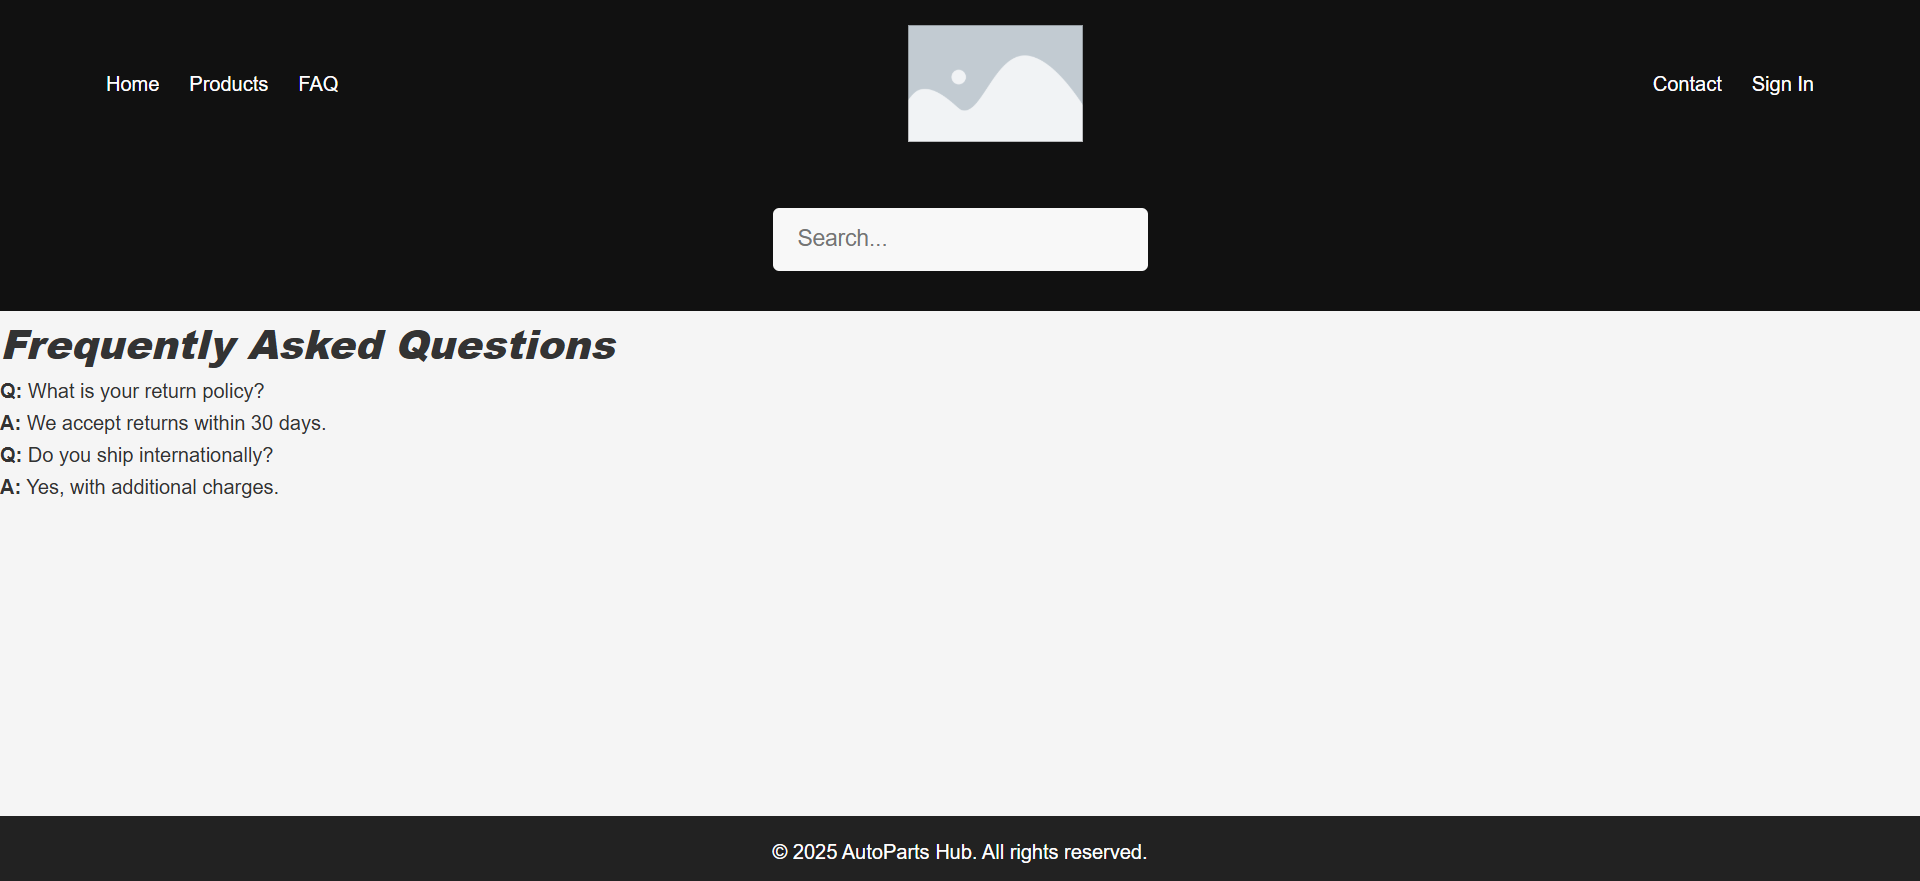 Home Products FAQ Contact Sign In
Search...
Frequently Asked Questions
Q: What is your return policy?
A: We accept returns within 30 days.
Q: Do you ship internationally?
A: Yes, with additional charges.
© 2025 AutoParts Hub. All rights reserved.